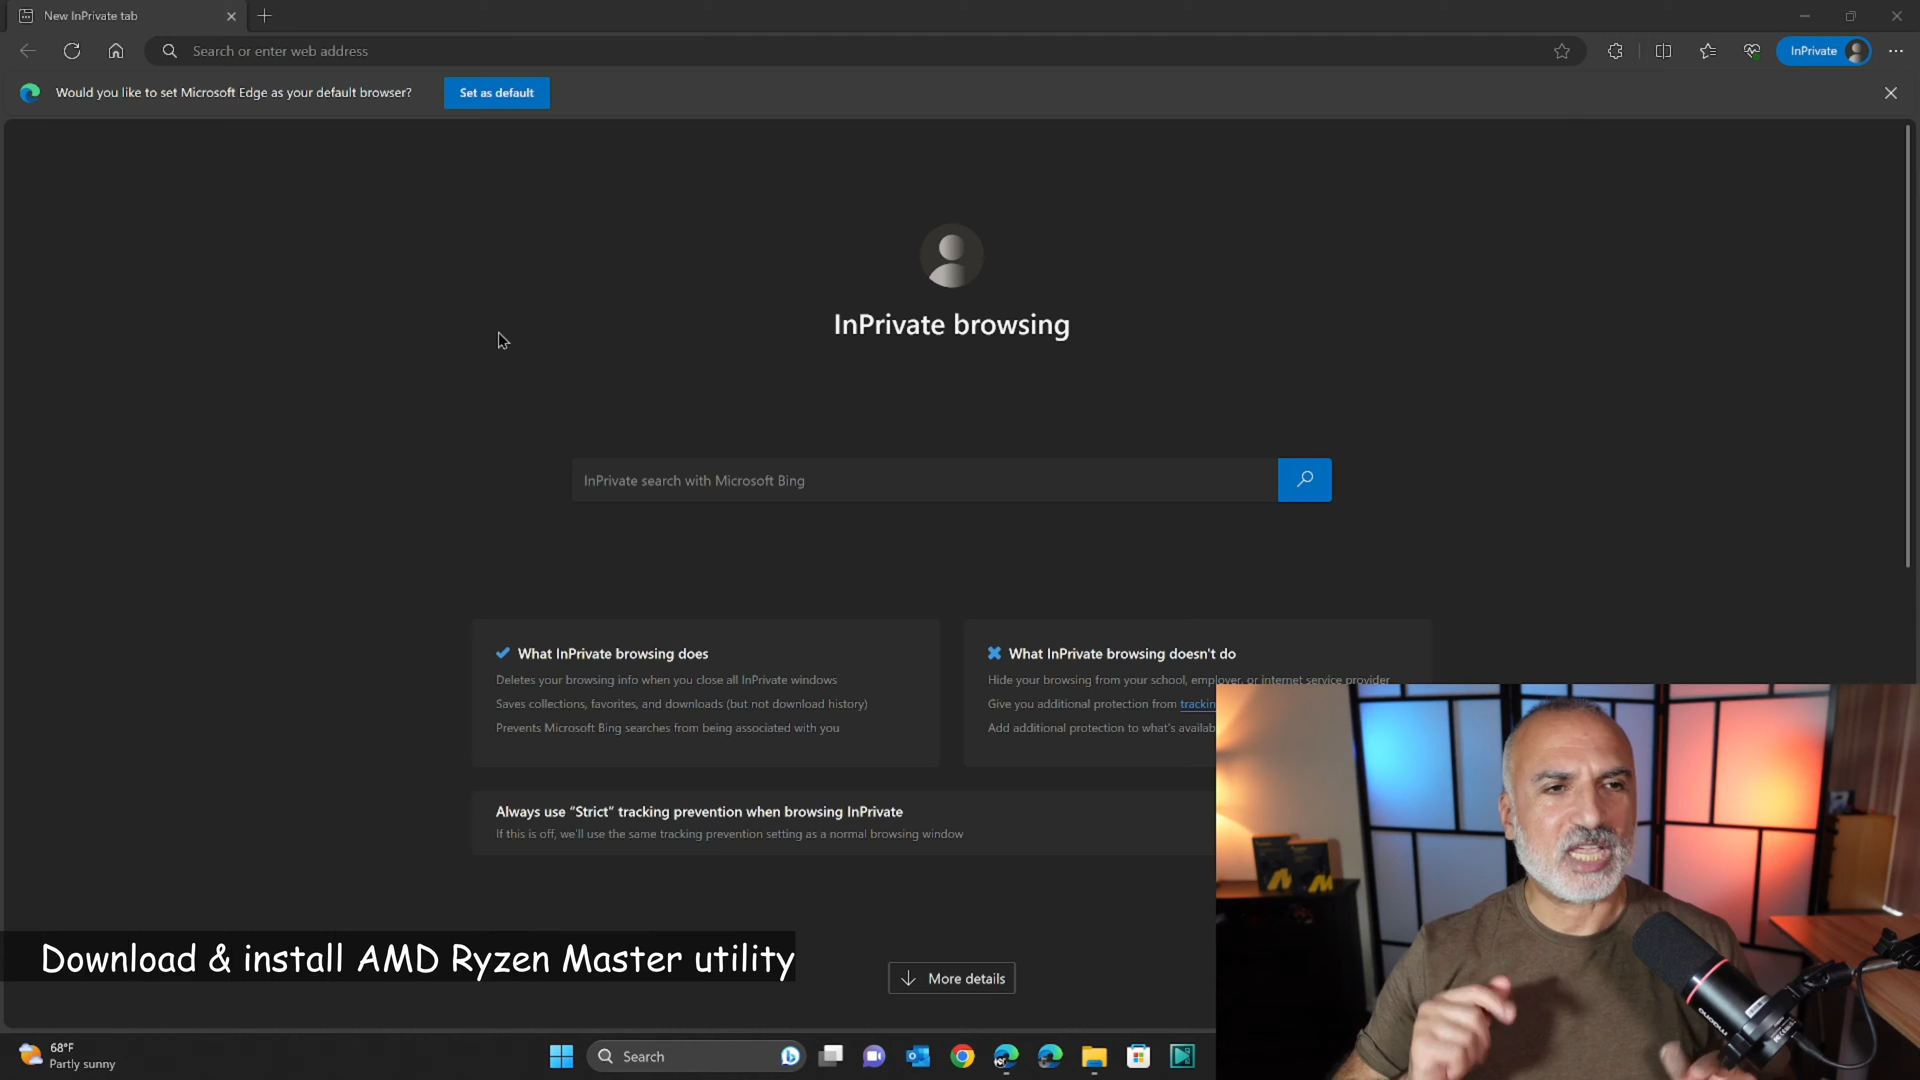 New InPrivate tab
Search or enter web address
InPrivate
Would you like to set Microsoft Edge as your default browser?
Set as default
InPrivate browsing
InPrivate search with Microsoft Bing
What InPrivate browsing does
Deletes your browsing info when you close all InPrivate windows
Saves collections, favorites, and downloads (but not download history)
Prevents Microsoft Bing searches from being associated with you
What InPrivate browsing doesn't do
Hide your browsing from your school, employer, or internet service provider
Give you additional protection from
Add additional protection to what's
Always use “Strict” tracking prevention when browsing InPrivate
If this is off, we'll use the same tracking prevention setting as a normal browsing window
Download & install AMD Ryzen Master utility
More details
68°F
Partly sunny
Search
maono